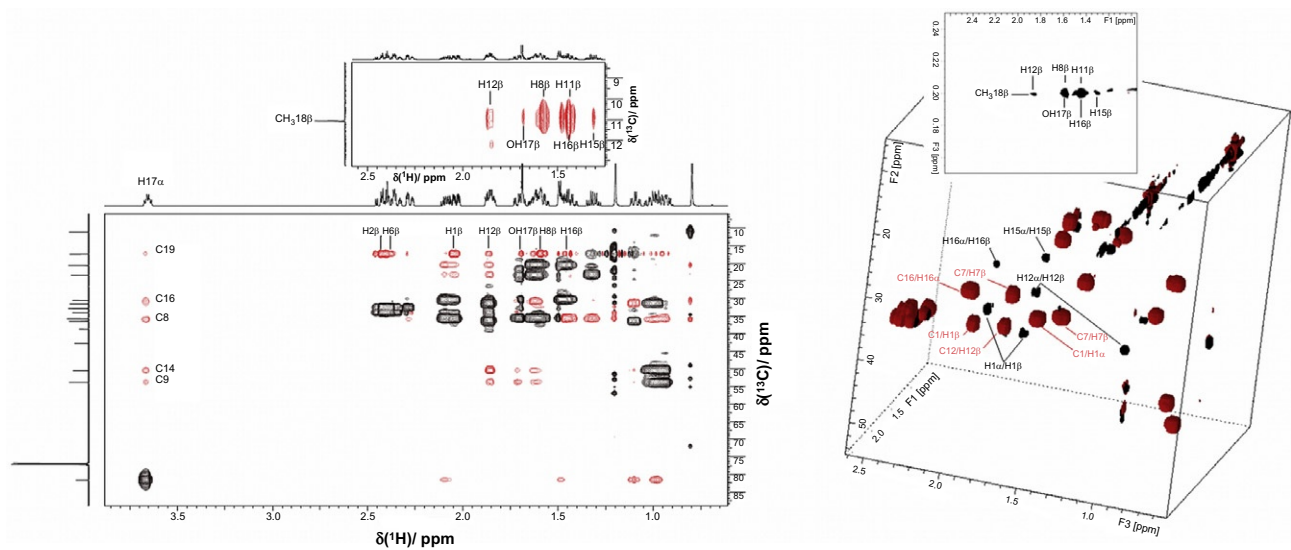 H12β H8β H11β
CH₃18β
OH17β H16β H15β
9
10
11
12
δ(¹³C)/ ppm
2.5 2.0 1.5
δ(¹H)/ ppm
H17α
H2β H6β H1β H12β OH17β H8β H16β
C19
C16
C8
C14
C9
10
15
20
25
30
35
40
45
50
55
60
65
70
75
80
85
δ(¹³C)/ ppm
3.5 3.0 2.5 2.0 1.5 1.0
δ(¹H)/ ppm
2.4 2.2 2.0 1.8 1.6 1.4 F1 [ppm]
0.24
0.22
0.20
0.18
F3 [ppm]
H12β H8β H11β
CH₃18β
OH17β H15β
H16β
F2 [ppm]
20
30
40
50
H16α/H16β H15α/H15β
H12α/H12β
C16/H16α C7/H7β
C1/H1β C7/H7β
C12/H12β C1/H1α
H1α/H1β
2.0 1.5 F1 [ppm]
2.5 2.0 1.5 1.0
F3 [ppm]